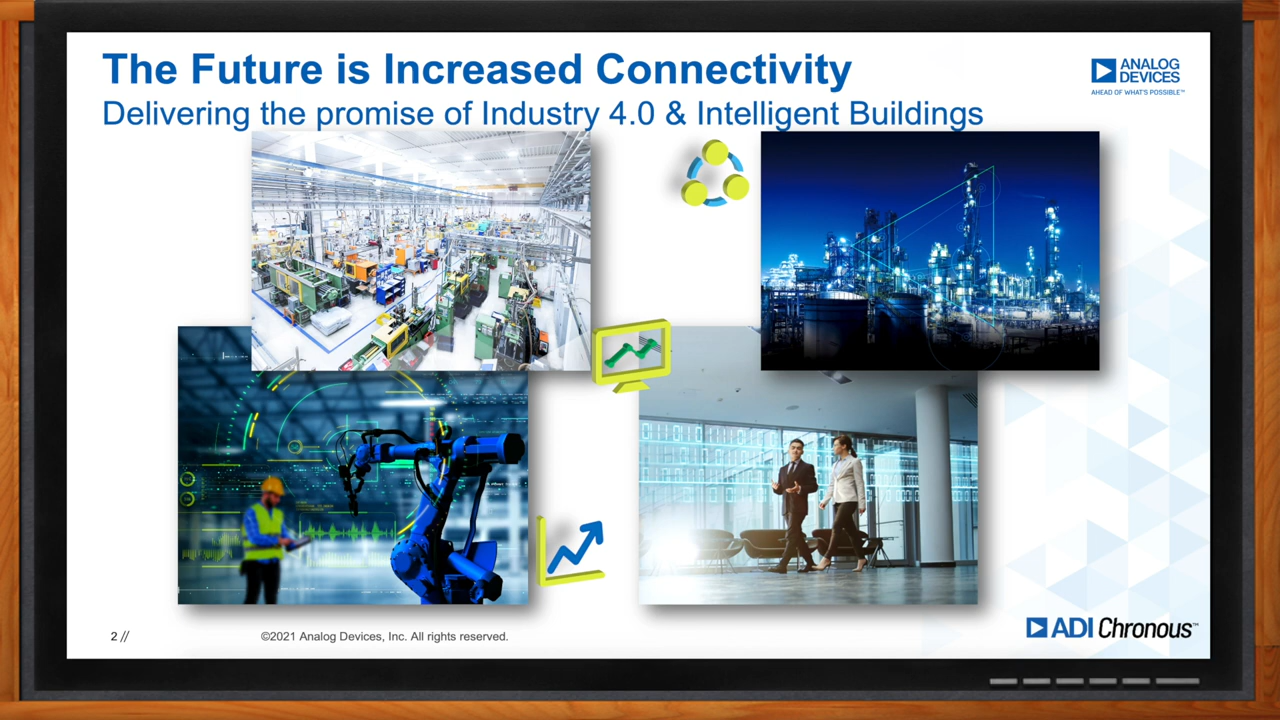 The Future is Increased Connectivity
Delivering the promise of Industry 4.0 & Intelligent Buildings
ANALOG
DEVICES
AHEAD OF WHAT'S POSSIBLE™
2 //
©2021 Analog Devices, Inc. All rights reserved.
ADI Chronous™